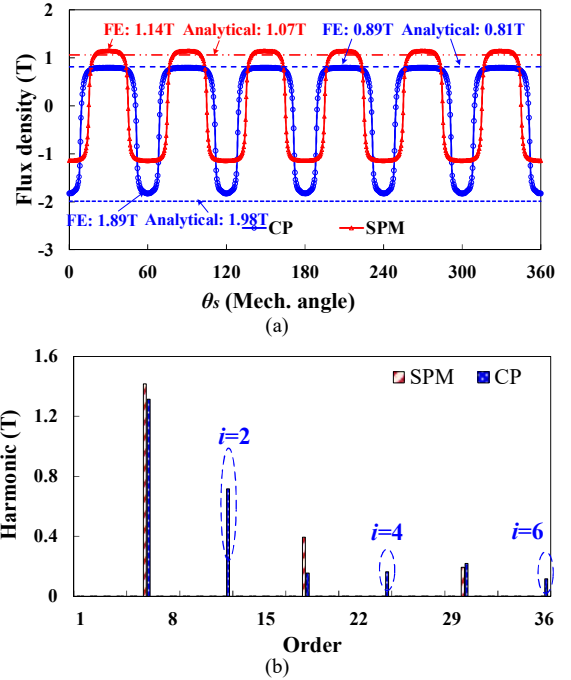 FE: 1.14T Analytical: 1.07T FE: 0.89T Analytical: 0.81T
Flux density (T)
3
2
1
0
-1
-2
-3
FE: 1.89T Analytical: 1.98T
CP SPM
0 60 120 180 240 300 360
θs (Mech. angle)
(a)
Harmonic (T)
1.6
1.2
0.8
0.4
0
SPM CP
i=2
i=4
i=6
1 8 15 22 29 36
Order
(b)